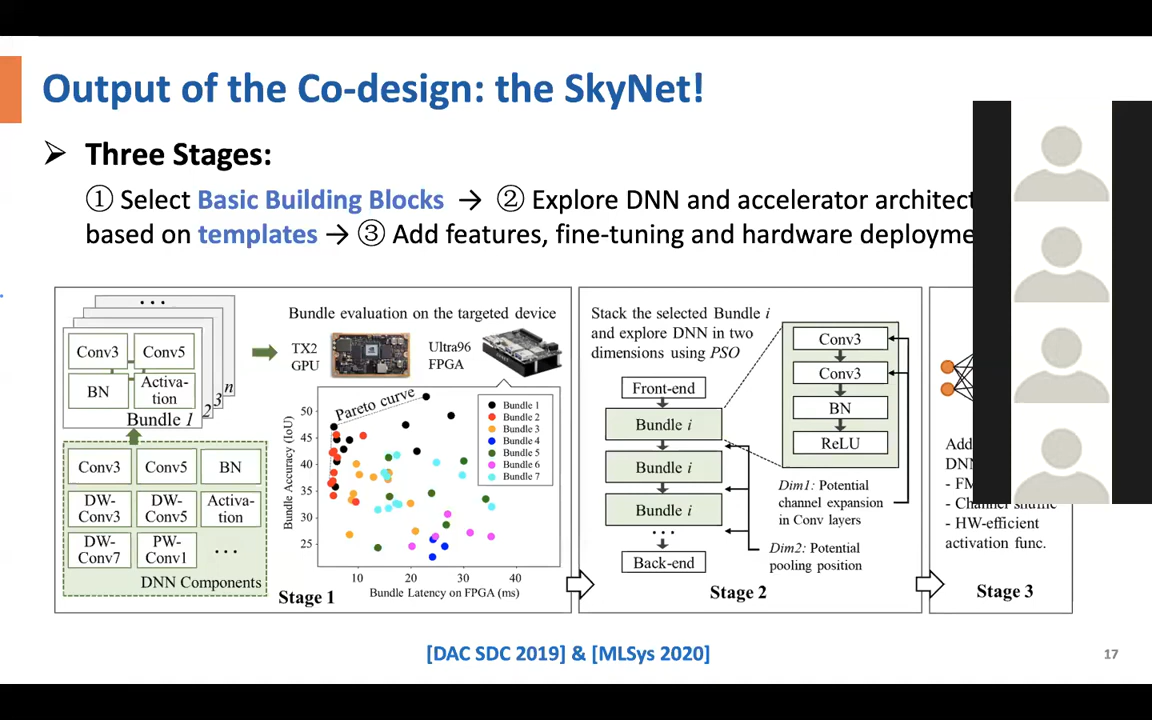 Output of the Co-design: the SkyNet!
➢ Three Stages:
① Select Basic Building Blocks → ② Explore DNN and accelerator
based on templates → ③ Add features, fine-tuning and hardware
• • •
Conv3 Conv5
BN Activa-
tion
Bundle 1
2
3
n
Conv3 Conv5 BN
DW-
Conv3
DW-
Conv5
Activa-
tion
DW-
Conv7
PW-
Conv1
• • •
DNN Components
Bundle evaluation on the targeted device
TX2
GPU
Ultra96
FPGA
Pareto curve
Bundle 1
Bundle 2
Bundle 3
Bundle 4
Bundle 5
Bundle 6
Bundle 7
Bundle Accuracy (IoU)
50
45
40
35
30
25
10 20 30 40
Bundle Latency on FPGA (ms)
Stage 1
Stack the selected Bundle i
and explore DNN in two
dimensions using PSO
Front-end
Bundle i
Bundle i
Bundle i
• • •
Back-end
Conv3
Conv3
BN
ReLU
Dim1: Potential
channel expansion
in Conv layers
Dim2: Potential
pooling position
Stage 2
DNN
- HW-efficient
activation func.
Stage 3
[DAC SDC 2019] & [MLSys 2020]
17